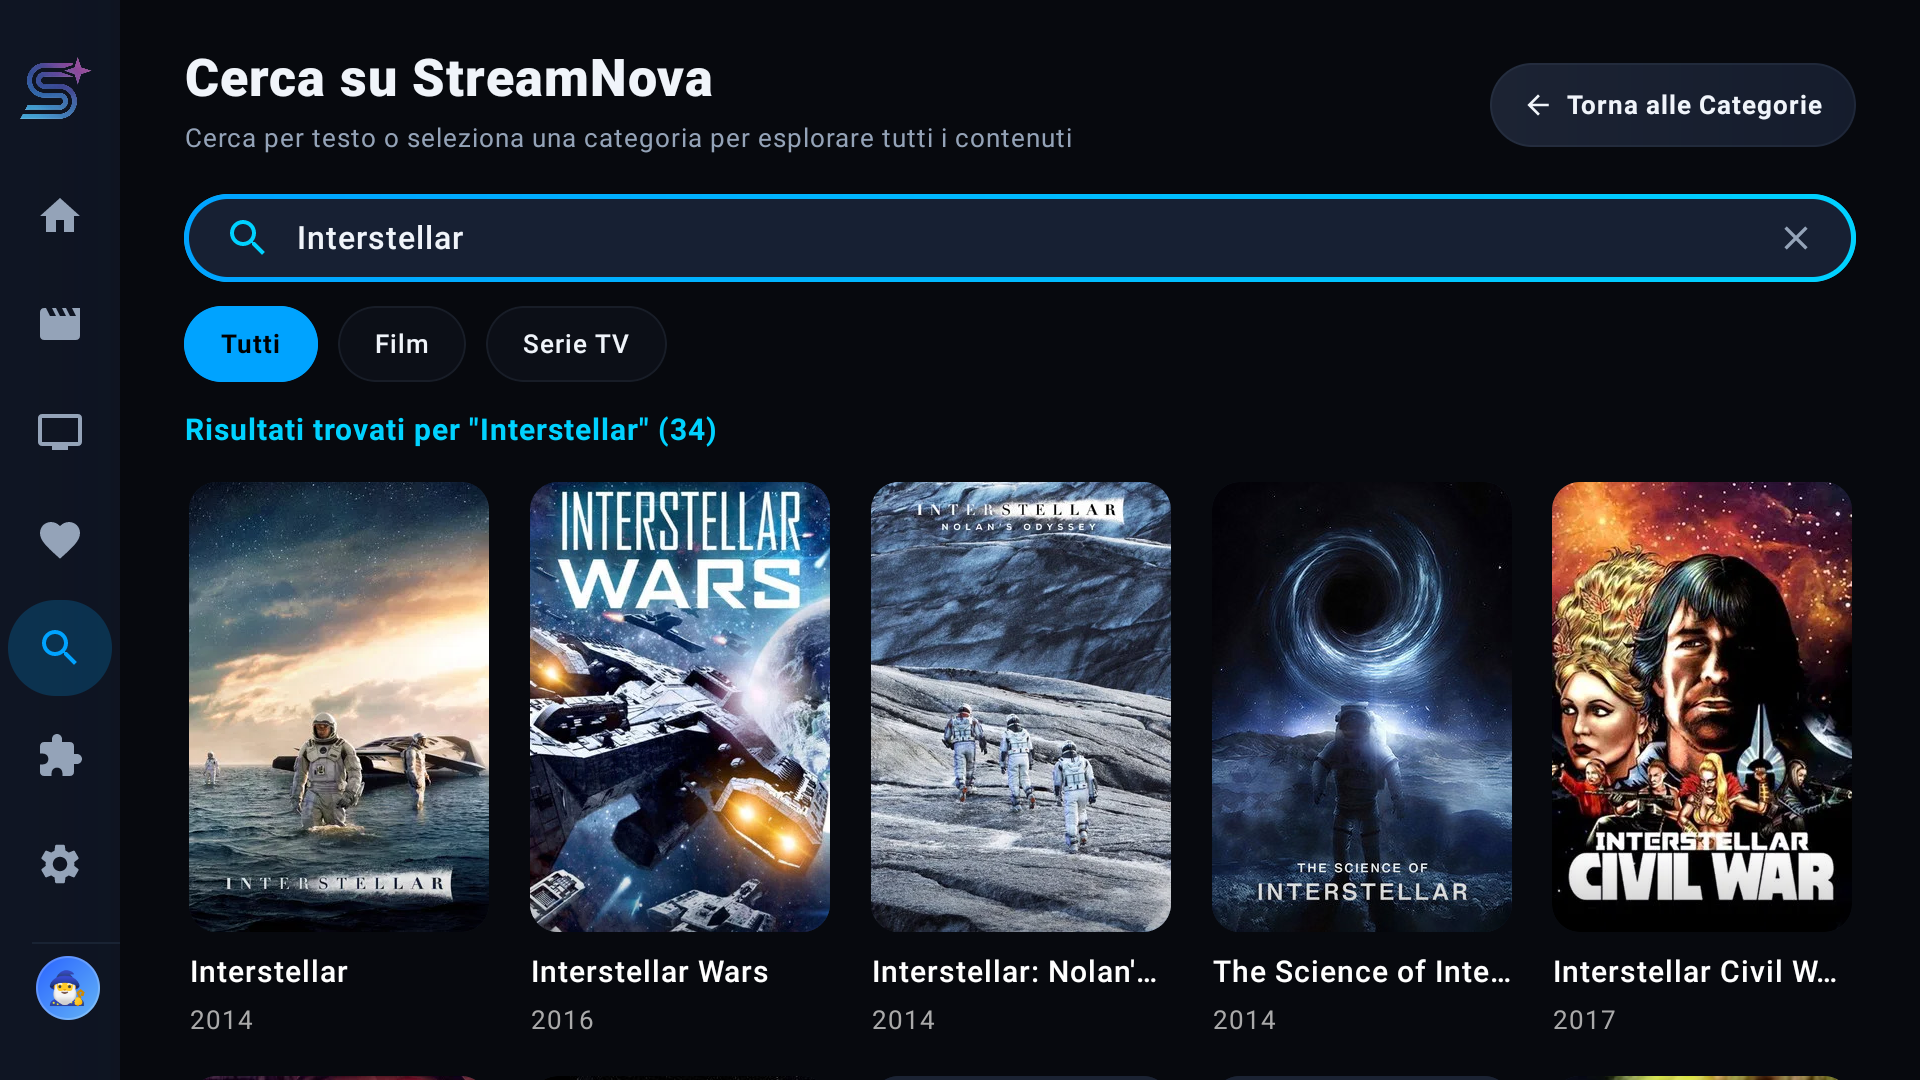 Cerca su StreamNova
Cerca per testo o seleziona una categoria per esplorare tutti i contenuti
Torna alle Categorie
Interstellar
Tutti
Film
Serie TV
Risultati trovati per "Interstellar" (34)
INTERSTELLAR
INTERSTELLAR
WARS
INTERSTELLAR
NOLAN'S ODYSSEY
THE SCIENCE OF
INTERSTELLAR
INTERSTELLAR
CIVIL WAR
Interstellar
2014
Interstellar Wars
2016
Interstellar: Nolan'...
2014
The Science of Inte...
2014
Interstellar Civil W...
2017